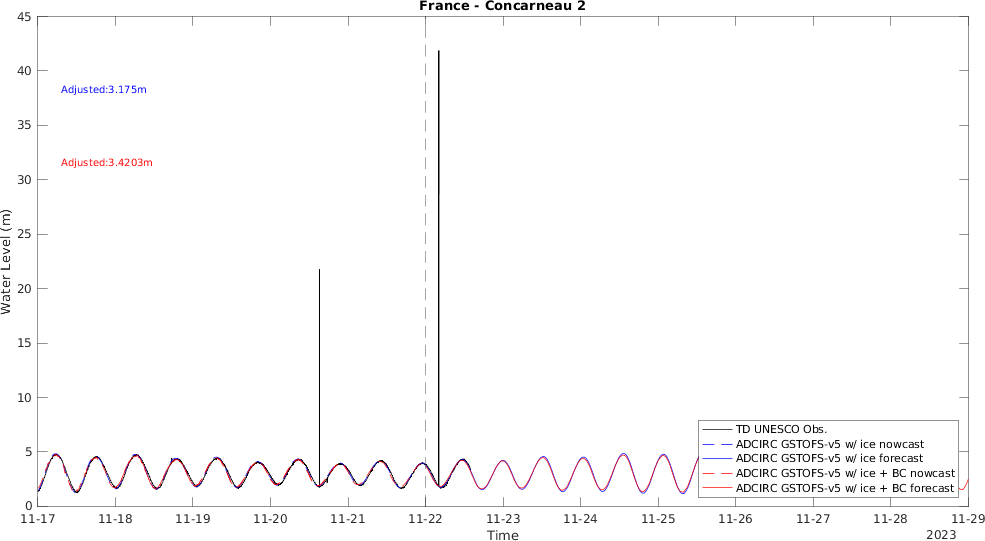 France - Concarneau 2
45
40
35
30
25
20
15
10
5
0
Water Level (m)
Adjusted:3.175m
Adjusted:3.4203m
TD UNESCO Obs.
ADCIRC GSTOFS-v5 w/ ice nowcast
ADCIRC GSTOFS-v5 w/ ice forecast
ADCIRC GSTOFS-v5 w/ ice + BC nowcast
ADCIRC GSTOFS-v5 w/ ice + BC forecast
11-17 11-18 11-19 11-20 11-21 11-22 11-23 11-24 11-25 11-26 11-27 11-28 11-29
Time
2023